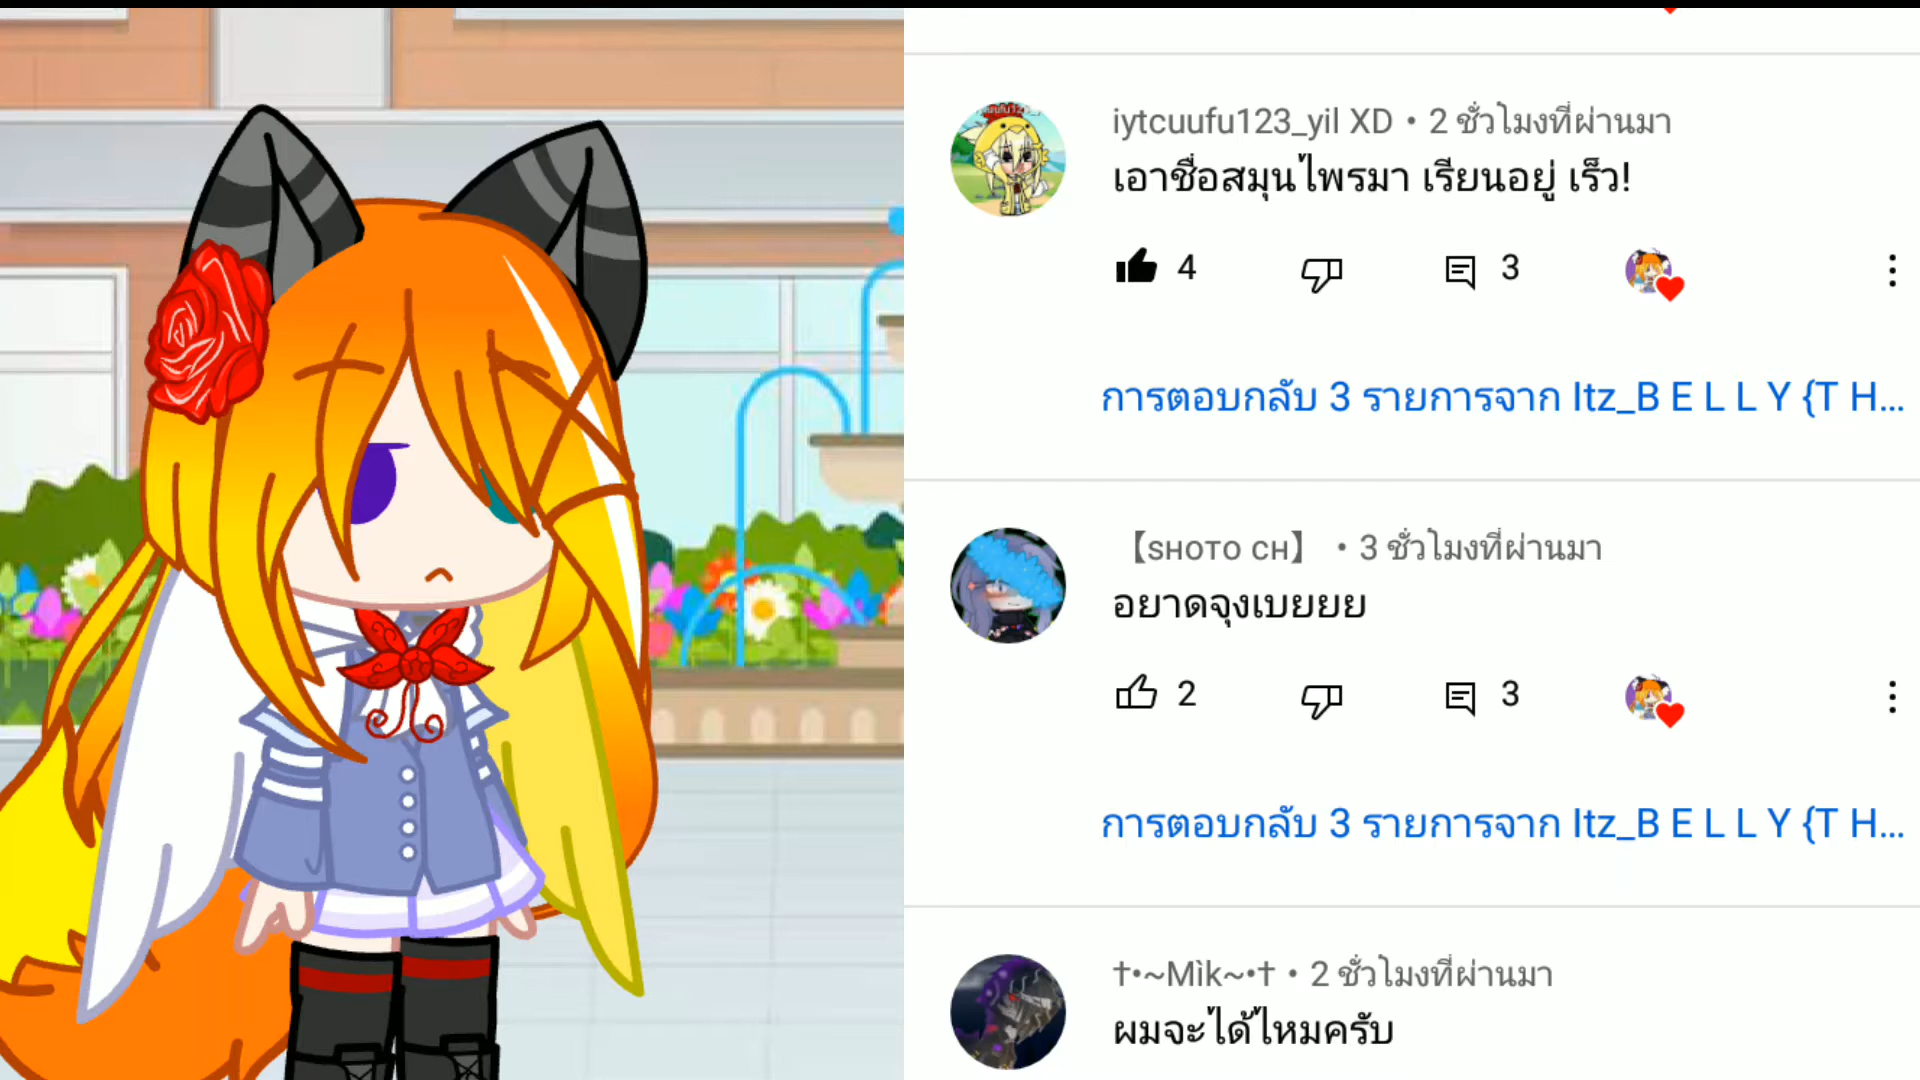 iytcuufu123_yil XD • 2 ชั่วโมงที่ผ่านมา
เอาชื่อสมุนไพรมา เรียนอยู่ เร็ว!
4
3
การตอบกลับ 3 รายการจาก Itz_B E L L Y {T H...
【sʜᴏᴛᴏ ᴄʜ】 • 3 ชั่วโมงที่ผ่านมา
อยาดจุงเบยยย
2
3
การตอบกลับ 3 รายการจาก Itz_B E L L Y {T H...
†•~Mìk~•† • 2 ชั่วโมงที่ผ่านมา
ผมจะได้ไหมครับ